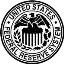 UNITED STATES
FEDERAL RESERVE SYSTEM